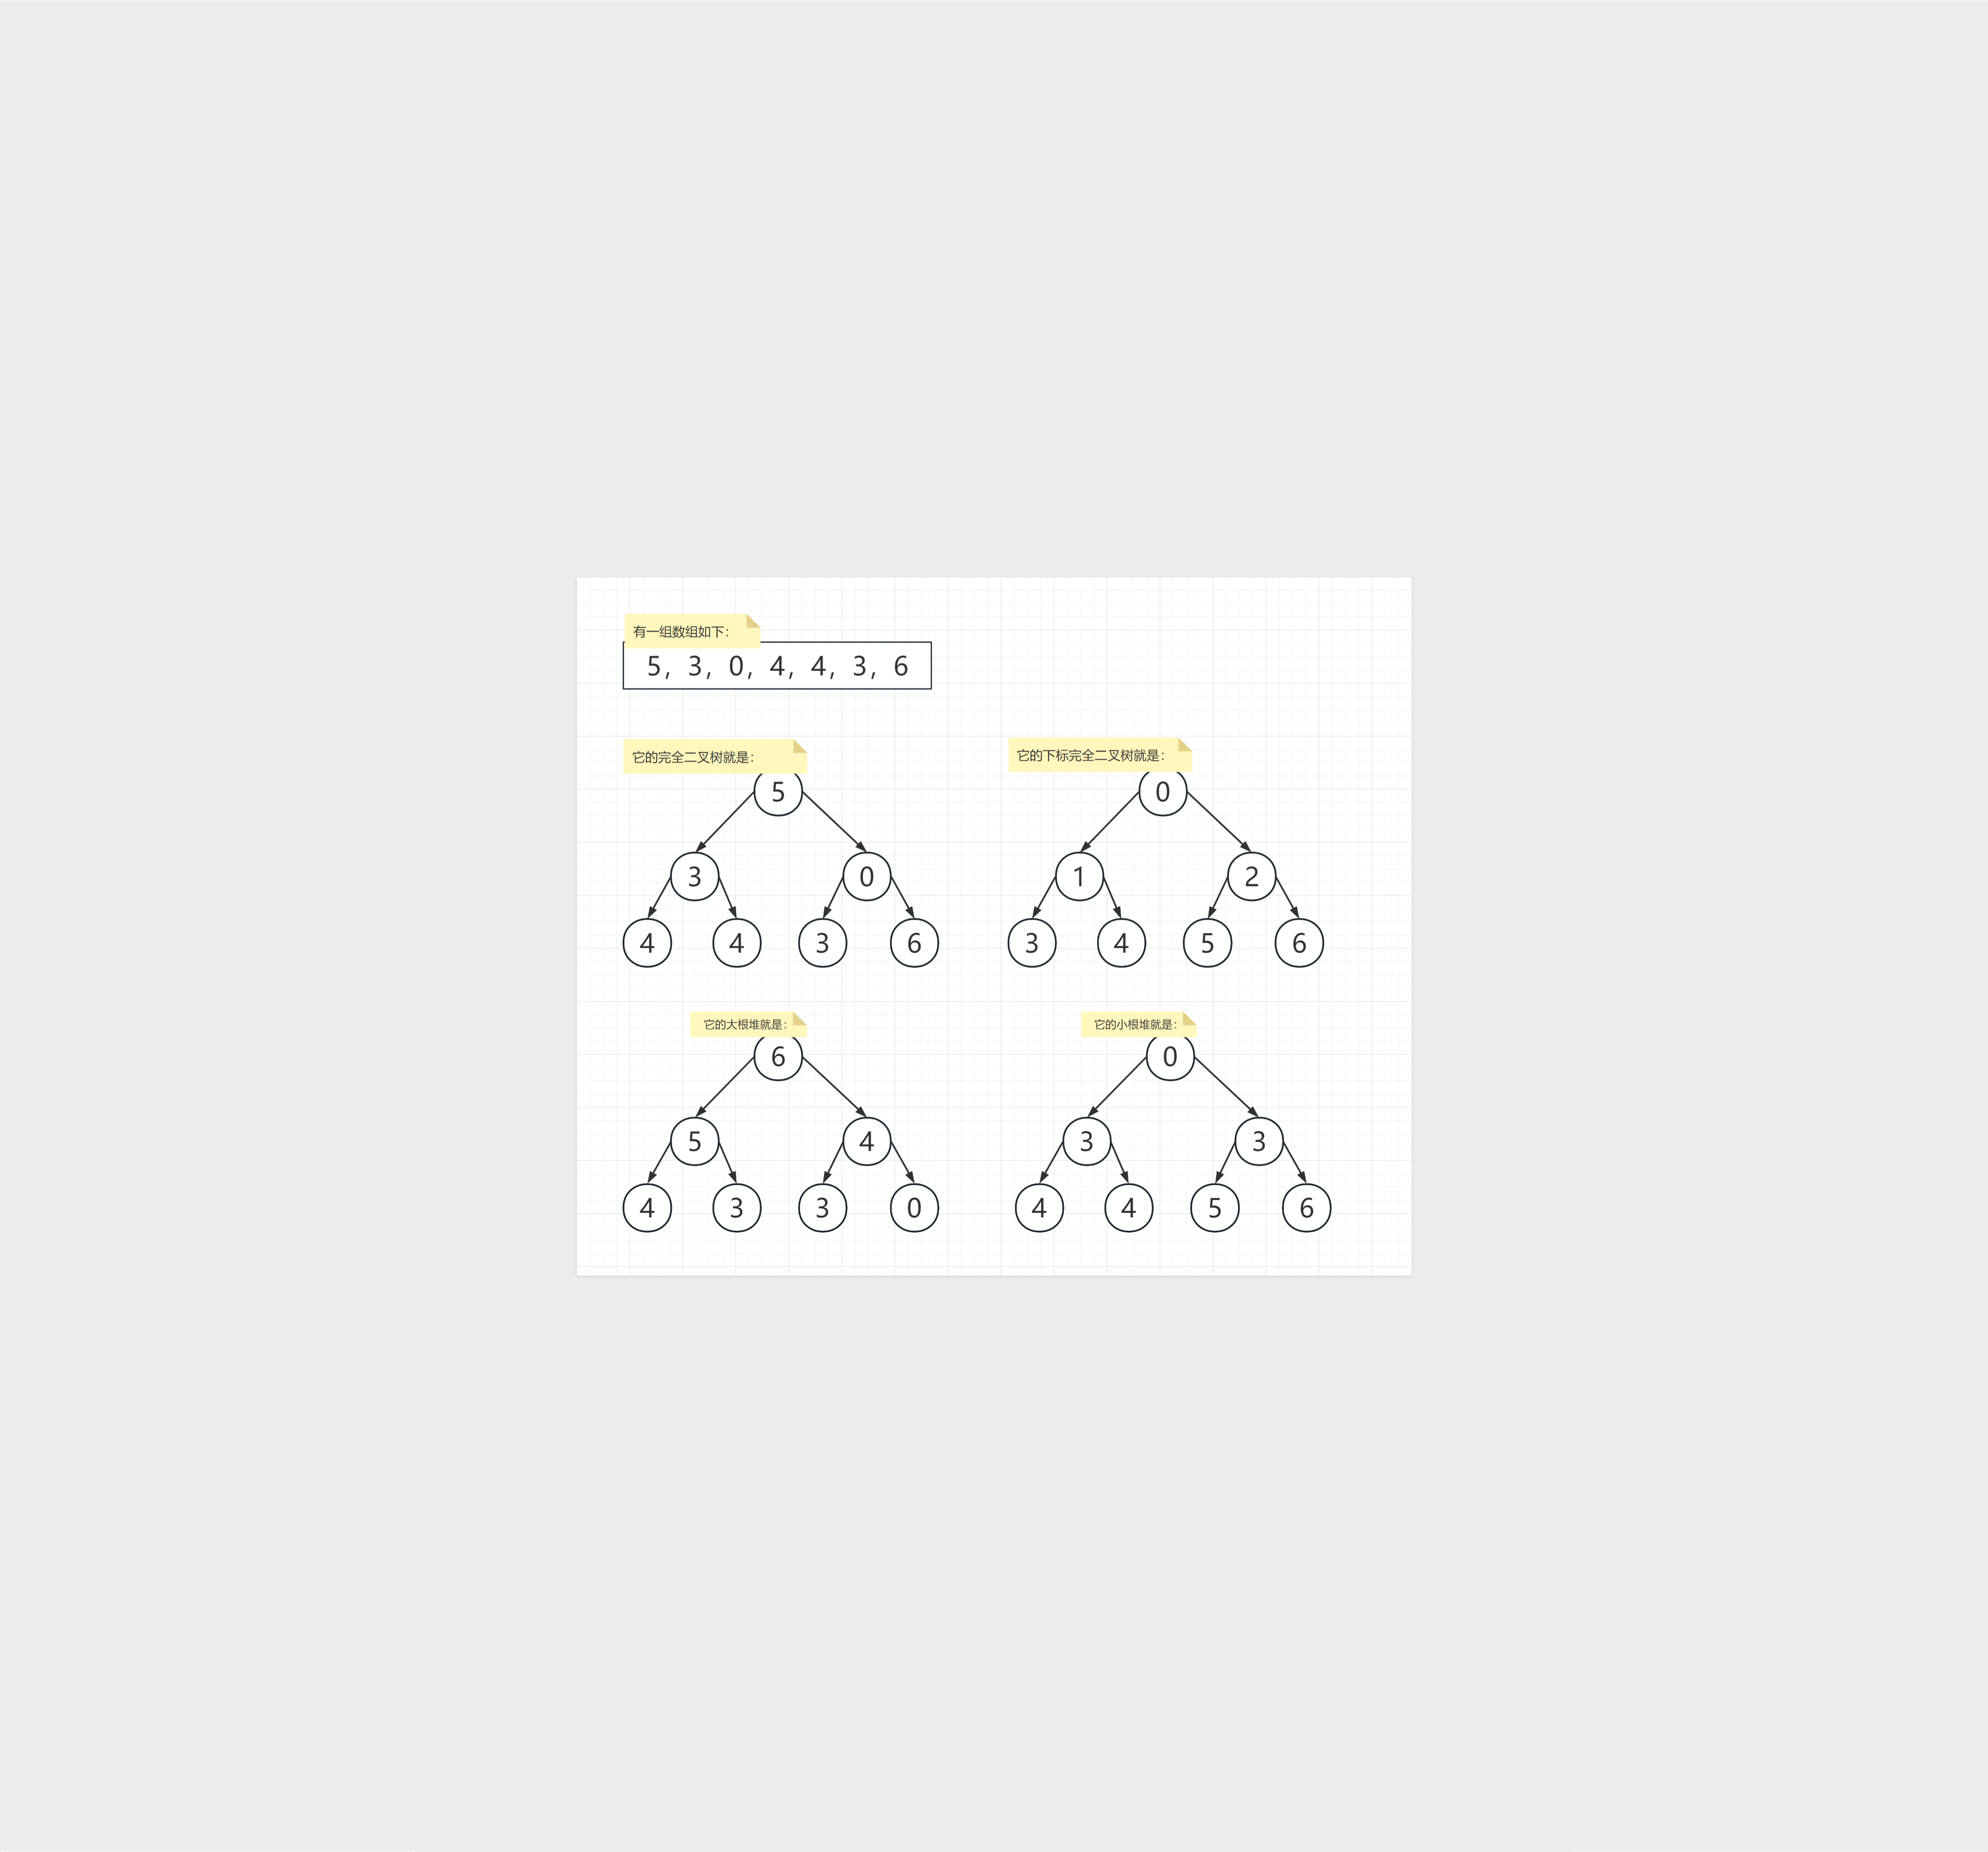 有一组数组如下：
5，3，0，4，4，3，6
它的完全二叉树就是：
5
3 0
4 4 3 6
它的下标完全二叉树就是：
0
1 2
3 4 5 6
它的大根堆就是：
6
5 4
4 3 3 0
它的小根堆就是：
0
3 3
4 4 5 6